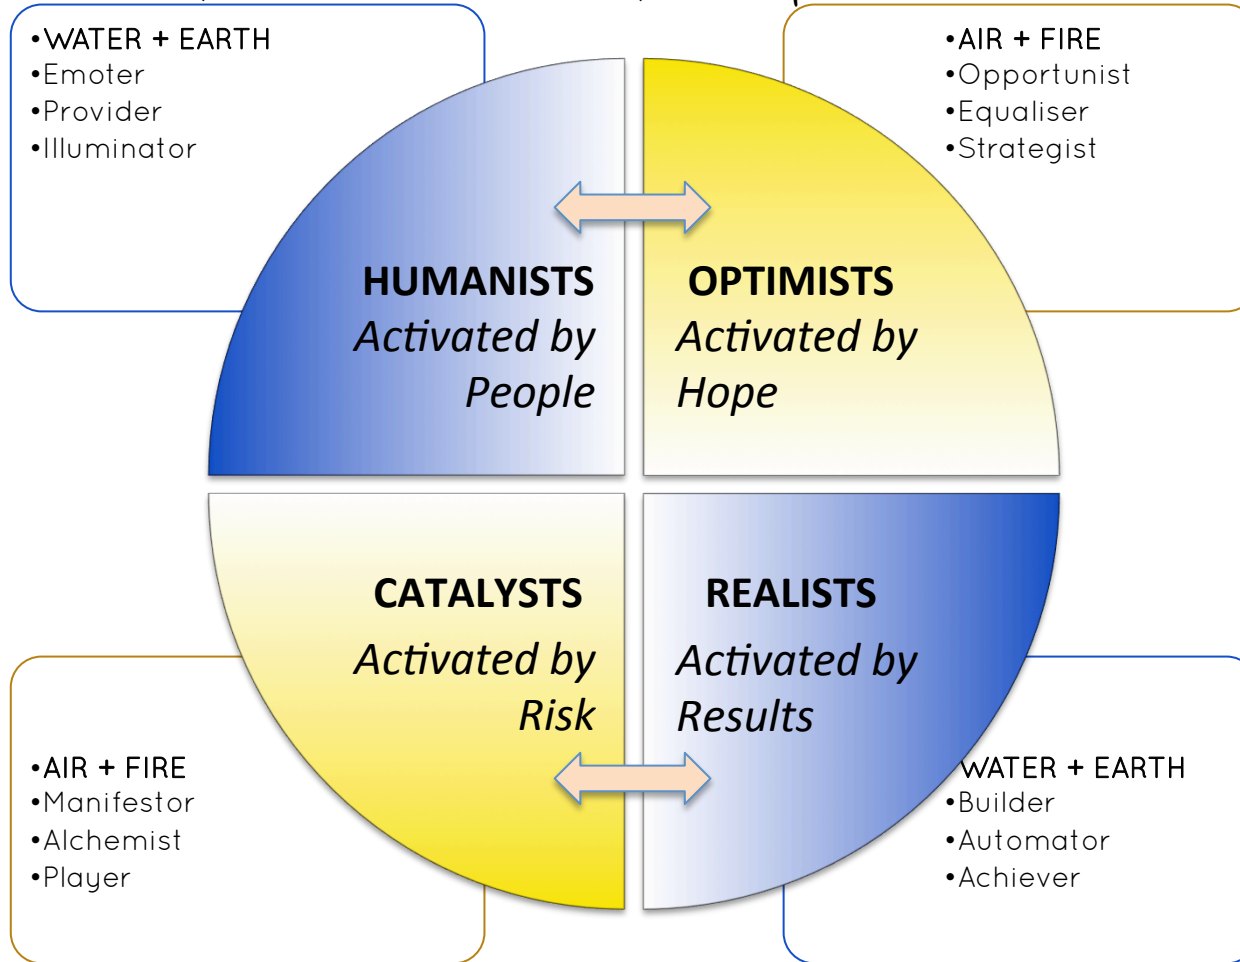 •WATER + EARTH
•Emoter
•Provider
•Illuminator
•AIR + FIRE
•Opportunist
•Equaliser
•Strategist
HUMANISTS
Activated by
People
OPTIMISTS
Activated by
Hope
CATALYSTS
Activated by
Risk
REALISTS
Activated by
Results
•AIR + FIRE
•Manifestor
•Alchemist
•Player
WATER + EARTH
•Builder
•Automator
•Achiever